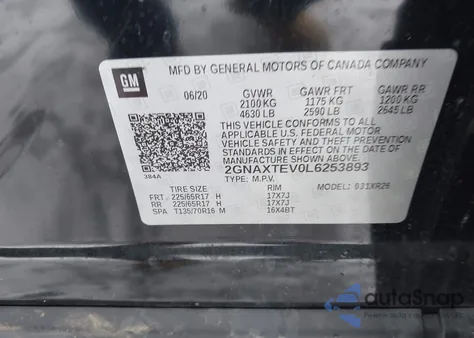 GM
MFD BY GENERAL MOTORS OF CANADA COMPANY
06/20 GVWR GAWR FRT GAWR RR
2100 KG 1175 KG 1200 KG
4630 LB 2590 LB 2645 LB
THIS VEHICLE CONFORMS TO ALL
APPLICABLE U.S. FEDERAL MOTOR
VEHICLE SAFETY AND THEFT PREVENTION
STANDARDS IN EFFECT ON THE DATE OF
MANUFACTURE SHOWN ABOVE.
2GNAXTEV0L6253893
TYPE: M.P.V. MODEL:
384A
TIRE SIZE RIM
FRT 225/65R17 H 17X7J
RR 225/65R17 H 17X7J
SPA T135/70R16 M 16X4BT
autoSnap